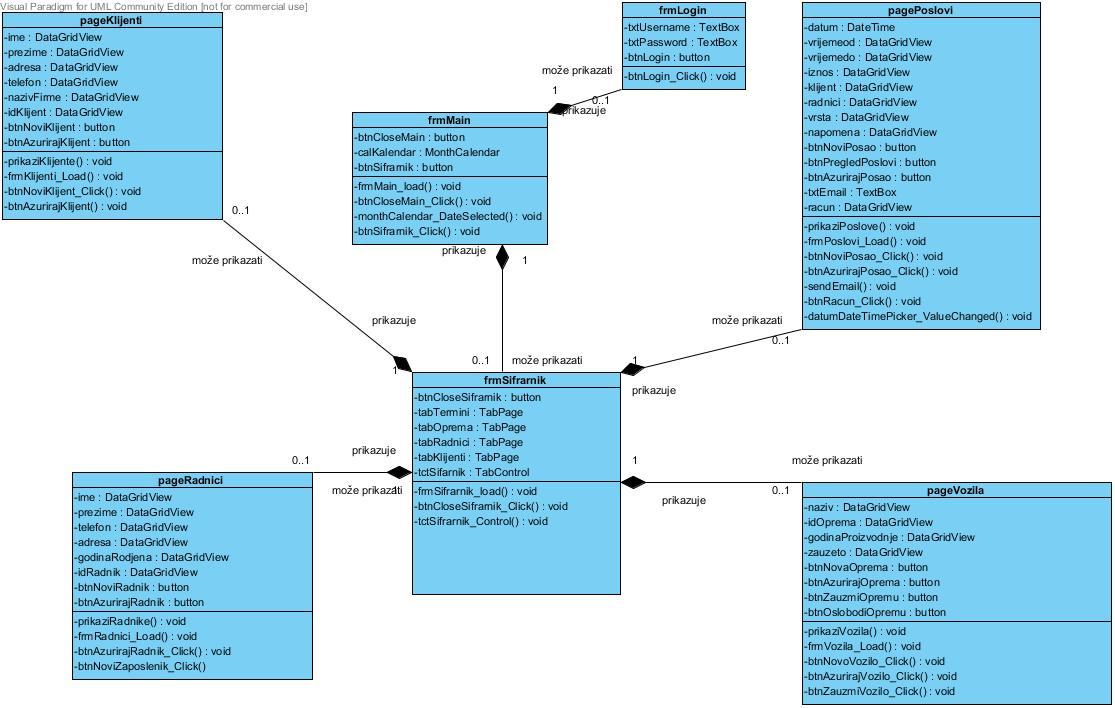 Visual Paradigm for UML Community Edition [not for commercial use]
pageKlijenti
-ime : DataGridView
-prezime : DataGridView
-adresa : DataGridView
-telefon : DataGridView
-nazivFirme : DataGridView
-idKlijent : DataGridView
-btnNoviKlijent : button
-btnAzurirajKlijent : button
-prikaziKlijente() : void
-frmKlijenti_Load() : void
-btnNoviKlijent_Click() : void
-btnAzurirajKlijent() : void
frmLogin
-txtUsername : TextBox
-txtPassword : TextBox
-btnLogin : button
-btnLogin_Click() : void
može prikazati
1
0..1
prikazuje
frmMain
-btnCloseMain : button
-calKalendar : MonthCalendar
-btnSiframik : button
-frmMain_load() : void
-btnCloseMain_Click() : void
-monthCalendar_DateSelected() : void
-btnSiframik_Click() : void
pagePoslovi
-datum : DateTime
-vrijemeod : DataGridView
-vrijemedo : DataGridView
-iznos : DataGridView
-klijent : DataGridView
-radnici : DataGridView
-vrsta : DataGridView
-napomena : DataGridView
-btnNoviPosao : button
-btnPregledPoslovi : button
-btnAzurirajPosao : button
-txtEmail : TextBox
-racun : DataGridView
-prikaziPoslove() : void
-frmPoslovi_Load() : void
-btnNoviPosao_Click() : void
-btnAzurirajPosao_Click() : void
-sendEmail() : void
-btnRacun_Click() : void
-datumDateTimePicker_ValueChanged() : void
0..1
može prikazati
prikazuje
1
prikazuje
1
0..1
može prikazati
može prikazati
0..1
1
prikazuje
frmSifrarnik
-btnCloseSiframik : button
-tabTermini : TabPage
-tabOprema : TabPage
-tabRadnici : TabPage
-tabKlijenti : TabPage
-tctSifarnik : TabControl
-frmSifrarnik_load() : void
-btnCloseSiframik_Click() : void
-tctSifrarnik_Control() : void
prikazuje
0..1
može prikazati
1
1
može prikazati
prikazuje
0..1
pageRadnici
-ime : DataGridView
-prezime : DataGridView
-telefon : DataGridView
-adresa : DataGridView
-godinaRodjena : DataGridView
-idRadnik : DataGridView
-btnNoviRadnik : button
-btnAzurirajRadnik : button
-prikaziRadnike() : void
-frmRadnici_Load() : void
-btnAzurirajRadnik_Click() : void
-btnNoviZaposlenik_Click()
pageVozila
-naziv : DataGridView
-idOprema : DataGridView
-godinaProizvodnje : DataGridView
-zauzeto : DataGridView
-btnNovaOprema : button
-btnAzurirajOprema : button
-btnZauzmiOpremu : button
-btnOslobodiOpremu : button
-prikaziVozila() : void
-frmVozila_Load() : void
-btnNovoVozilo_Click() : void
-btnAzurirajVozilo_Click() : void
-btnZauzmiVozilo_Click() : void